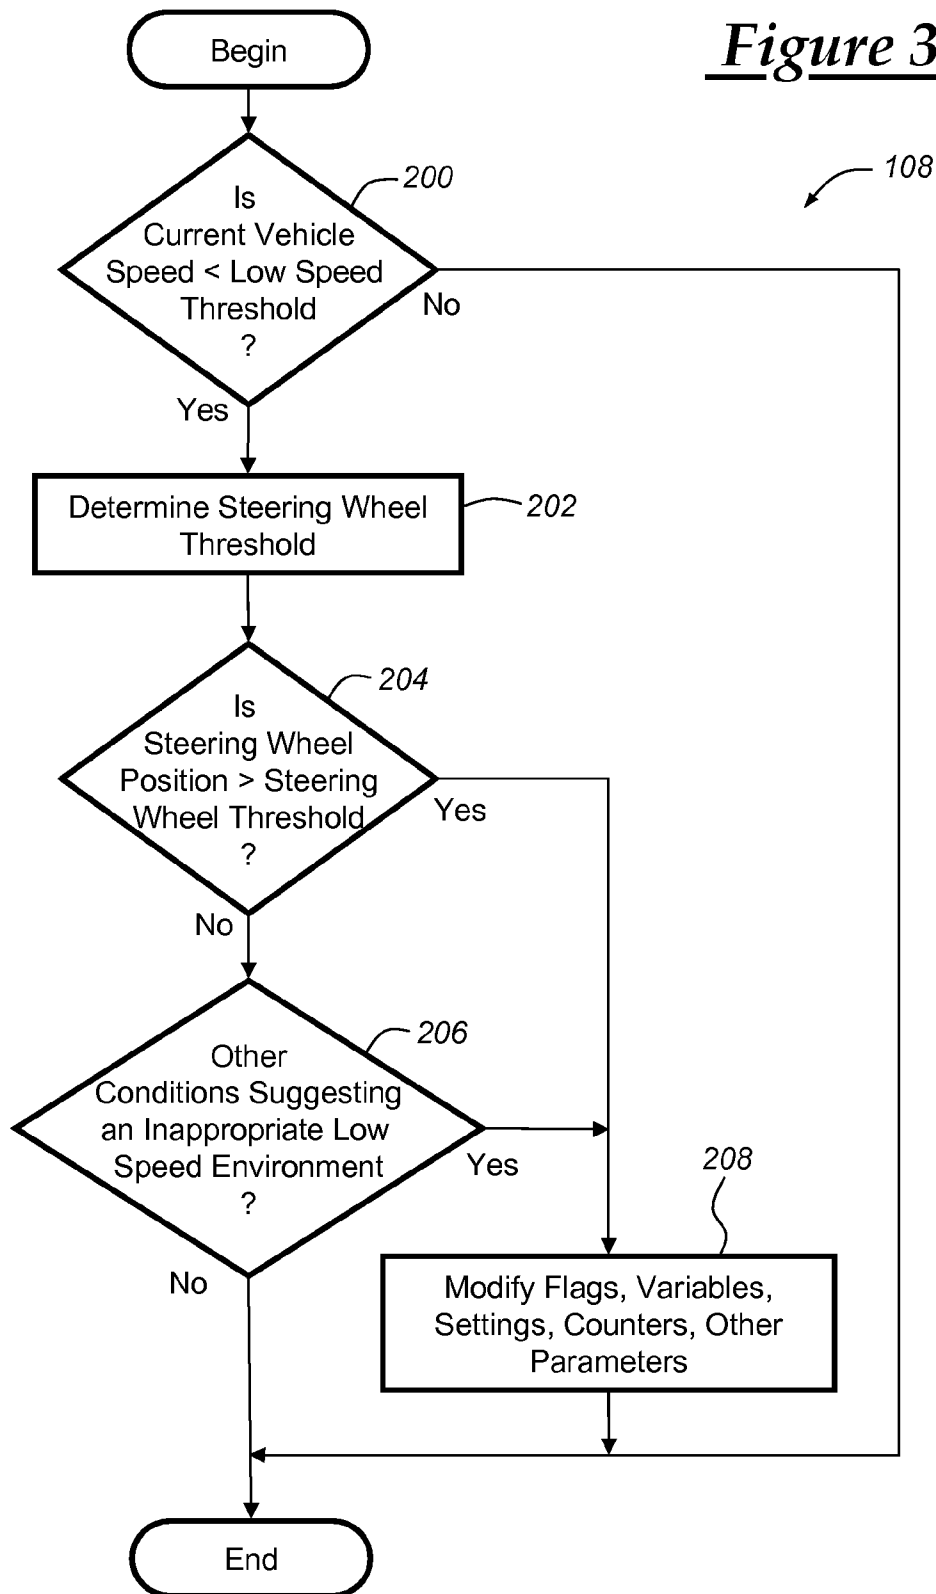 Begin
Figure 3
108
200
Is
Current Vehicle
Speed < Low Speed
Threshold
?
No
Yes
Determine Steering Wheel
Threshold
202
204
Is
Steering Wheel
Position > Steering
Wheel Threshold
?
Yes
No
206
Other
Conditions Suggesting
an Inappropriate Low
Speed Environment
?
Yes
No
208
Modify Flags, Variables,
Settings, Counters, Other
Parameters
End